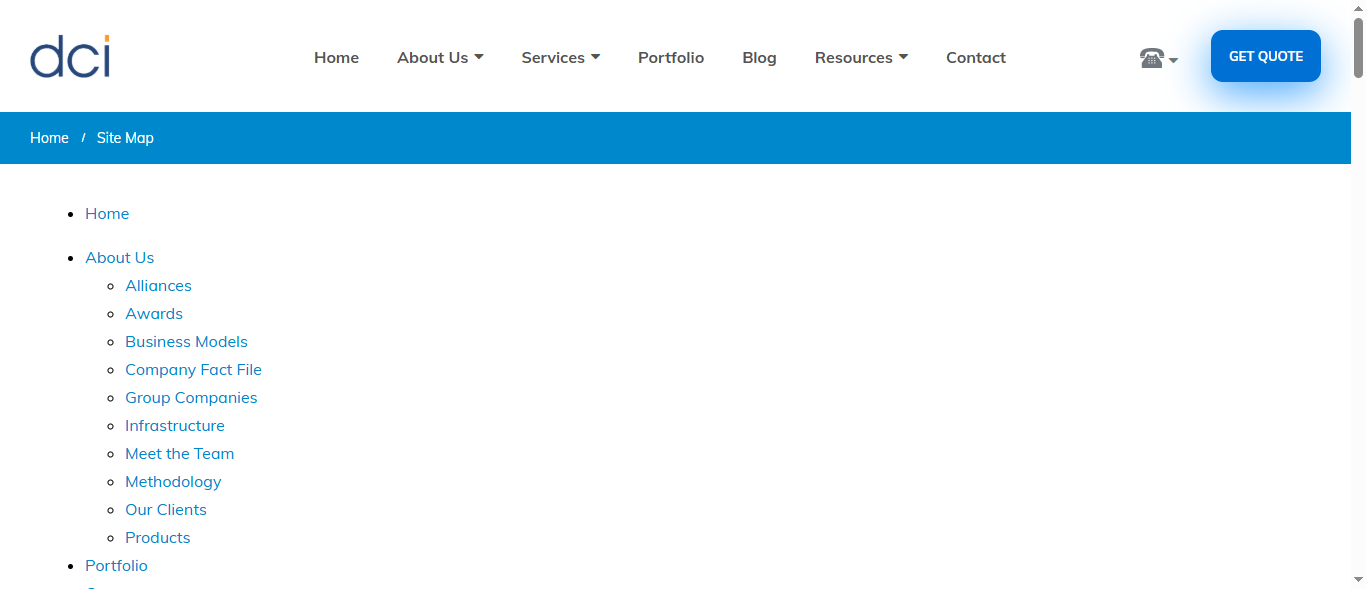 dci
Home About Us Services Portfolio Blog Resources Contact GET QUOTE
Home / Site Map
Home
About Us
Alliances
Awards
Business Models
Company Fact File
Group Companies
Infrastructure
Meet the Team
Methodology
Our Clients
Products
Portfolio